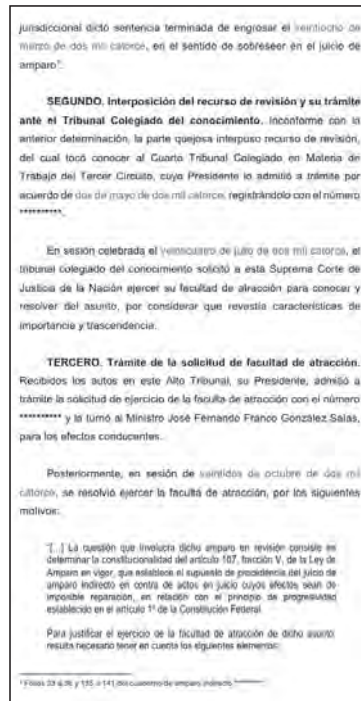 jurisdiccional dictó sentencia terminada de engrosar el veintiocho de
marzo de dos mil catorce, en el sentido de sobreseer en el juicio de
amparo¹.
SEGUNDO. Interposición del recurso de revisión y su trámite
ante el Tribunal Colegiado del conocimiento. Inconforme con la
anterior determinación, la parte quejosa interpuso recurso de revisión,
del cual tocó conocer al Cuarto Tribunal Colegiado en Materia de
Trabajo del Tercer Circuito, cuyo Presidente lo admitió a trámite por
acuerdo de dos de mayo de dos mil catorce, registrándolo con el número
**********.
En sesión celebrada el veinticuatro de julio de dos mil catorce, el
tribunal colegiado del conocimiento solicitó a esta Suprema Corte de
Justicia de la Nación ejercer su facultad de atracción para conocer y
resolver del asunto, por considerar que revestía características de
importancia y trascendencia.
TERCERO. Trámite de la solicitud de facultad de atracción.
Recibidos los autos en este Alto Tribunal, su Presidente, admitió a
trámite la solicitud de ejercicio de la faculta de atracción con el número
********** y la turnó al Ministro José Fernando Franco González Salas,
para los efectos conducentes.
Posteriormente, en sesión de veintidós de octubre de dos mil
catorce, se resolvió ejercer la faculta de atracción, por los siguientes
motivos:
"[...] La cuestión que involucra dicho amparo en revisión consiste en
determinar la constitucionalidad del artículo 107, fracción V, de la Ley de
Amparo en vigor, que establece el supuesto de procedencia del juicio de
amparo indirecto en contra de actos en juicio cuyos efectos sean de
imposible reparación, en relación con el principio de progresividad
establecido en el artículo 1º de la Constitución Federal.
Para justificar el ejercicio de la facultad de atracción de dicho asunto
resulta necesario tener en cuenta los siguientes elementos:
¹ Fojas 33 a 36 y 135 a 141 del cuaderno de amparo indirecto **********